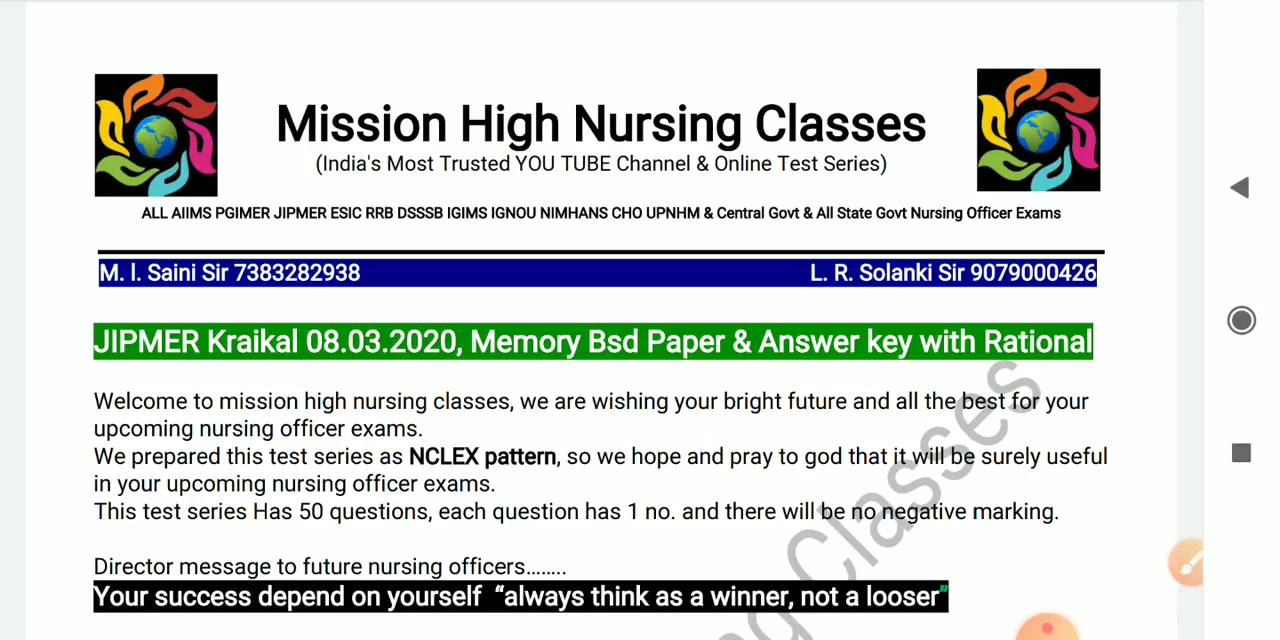 Mission High Nursing Classes
(India's Most Trusted YOU TUBE Channel & Online Test Series)
ALL AIIMS PGIMER JIPMER ESIC RRB DSSSB IGIMS IGNOU NIMHANS CHO UPNHM & Central Govt & All State Govt Nursing Officer Exams
M. l. Saini Sir 7383282938 L. R. Solanki Sir 9079000426
JIPMER Kraikal 08.03.2020, Memory Bsd Paper & Answer key with Rational
Welcome to mission high nursing classes, we are wishing your bright future and all the best for your
upcoming nursing officer exams.
We prepared this test series as NCLEX pattern, so we hope and pray to god that it will be surely useful
in your upcoming nursing officer exams.
This test series Has 50 questions, each question has 1 no. and there will be no negative marking.
Director message to future nursing officers........
Your success depend on yourself “always think as a winner, not a looser”
Classes